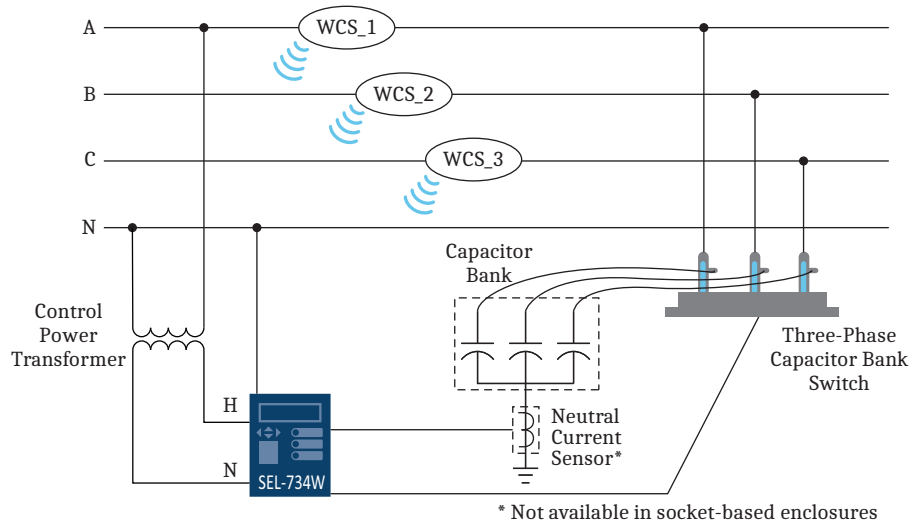 A
WCS_1
B
WCS_2
C
WCS_3
N
Capacitor
Bank
Control
Power
Transformer
Three-Phase
Capacitor Bank
Switch
H
N
SEL-734W
Neutral
Current
Sensor*
* Not available in socket-based enclosures